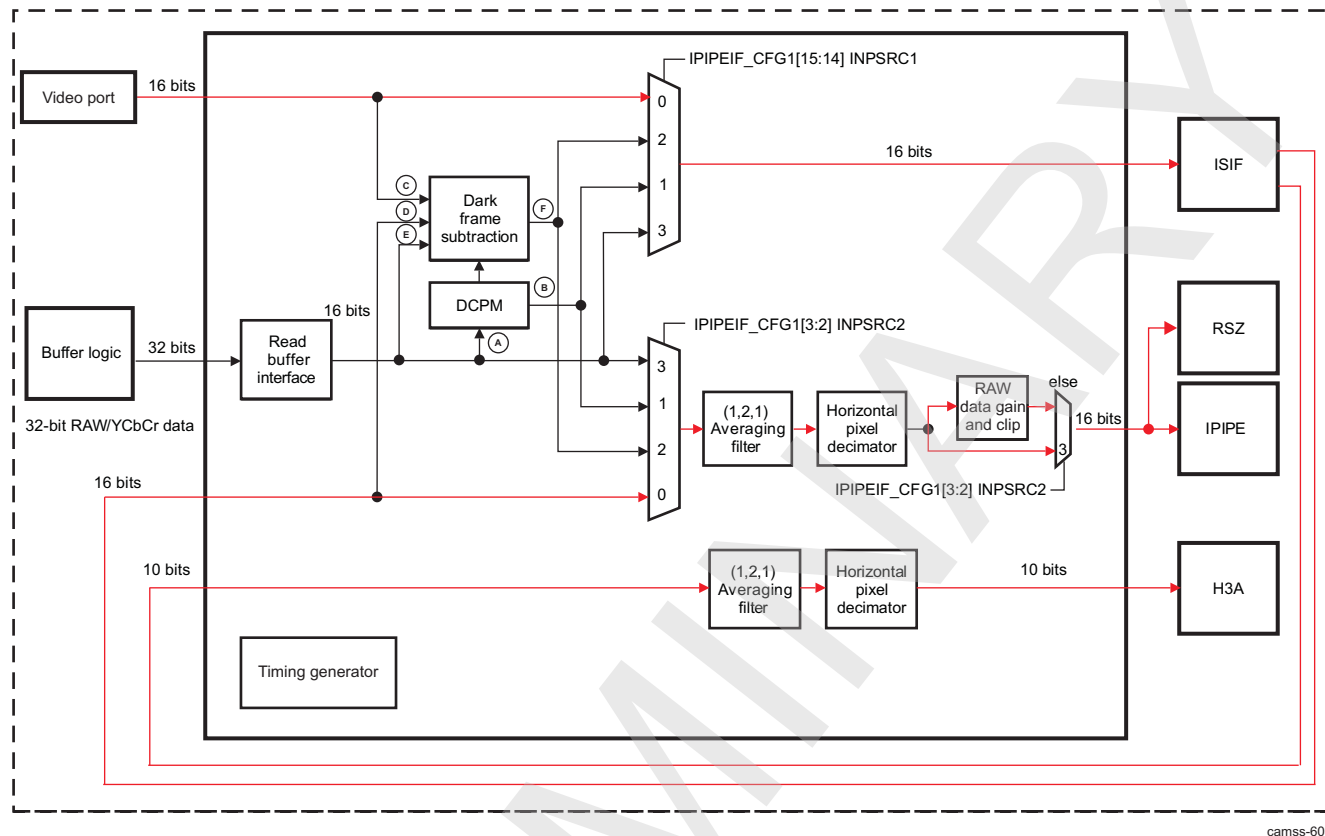 IPIPEIF_CFG1[15:14] INPSRC1
Video port
16 bits
0
2
1
3
16 bits
ISIF
C
D
E
Dark
frame
subtraction
F
DCPM
B
A
Buffer logic
32 bits
32-bit RAW/YCbCr data
Read
buffer
interface
16 bits
IPIPEIF_CFG1[3:2] INPSRC2
3
1
2
0
(1,2,1)
Averaging
filter
Horizontal
pixel
decimator
RAW
data gain
and clip
else
3
IPIPEIF_CFG1[3:2] INPSRC2
16 bits
RSZ
IPIPE
16 bits
10 bits
(1,2,1)
Averaging
filter
Horizontal
pixel
decimator
10 bits
H3A
Timing generator
MINARY
camss-60